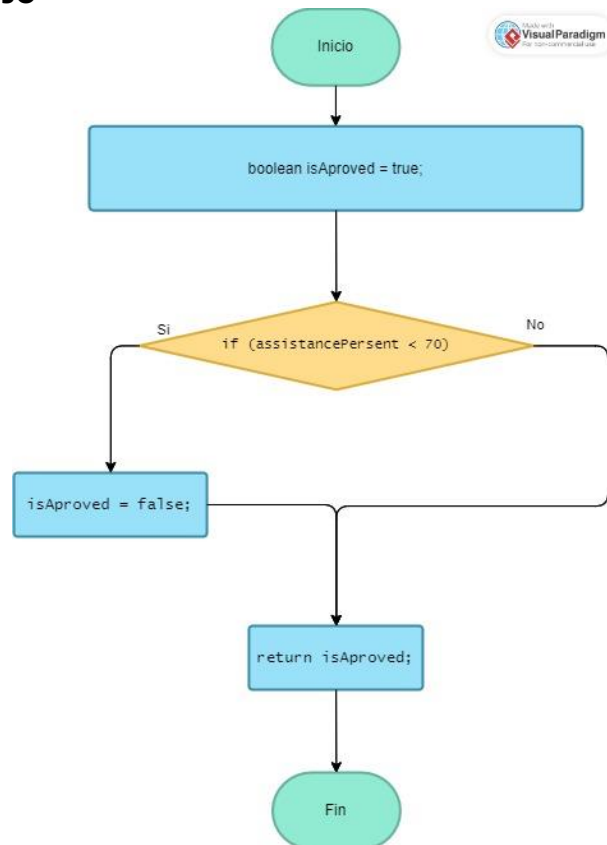 Inicio
Made with
Visual Paradigm
For non-commercial use
boolean isAproved = true;
Si
No
if (assistancePersent < 70)
isAproved = false;
return isAproved;
Fin